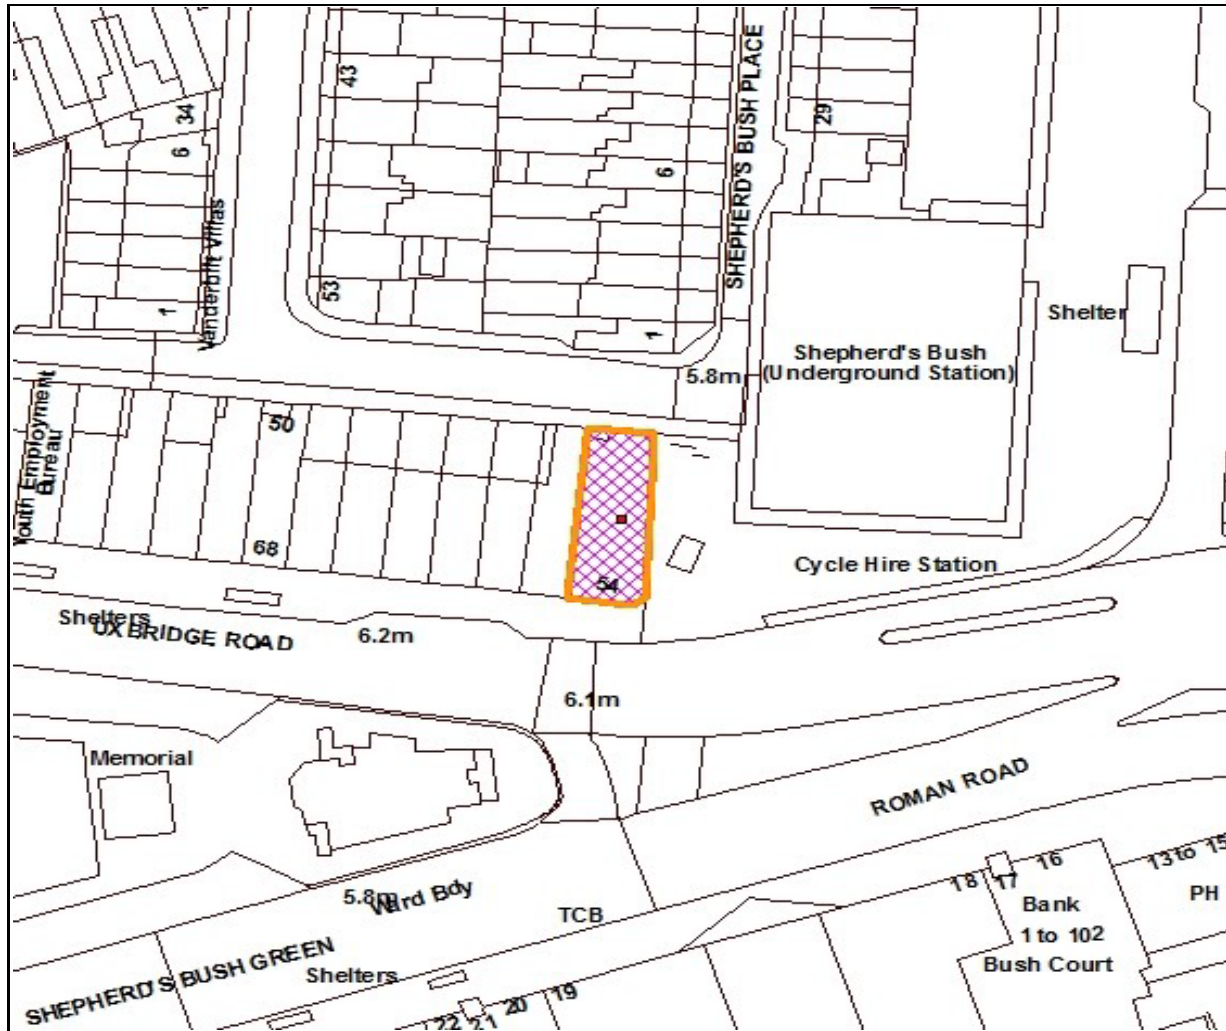 43
SHEPHERD'S BUSH PLACE
29
34
6
6
Vanderbilt Villas
53
1
1
Shelter
Shepherd's Bush
(Underground Station)
5.8m
Youth Employment
Bureau
50
68
54
Cycle Hire Station
Shelters
UXBRIDGE ROAD
6.2m
6.1m
Memorial
ROMAN ROAD
5.8m
Ward Bdy
TCB
18
17
16
13 to 15
PH
Bank
1 to 102
Bush Court
SHEPHERD'S BUSH GREEN
Shelters
22
21
20
19